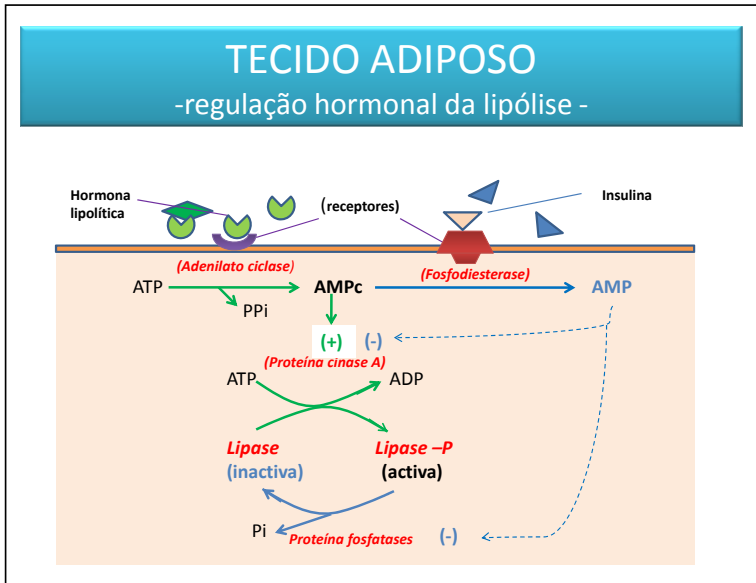 TECIDO ADIPOSO
-regulação hormonal da lipólise -
Hormona
lipolítica
(receptores)
Insulina
(Adenilato ciclase)
(Fosfodiesterase)
ATP
AMPc
AMP
PPi
(+)
(-)
(Proteína cinase A)
ATP
ADP
Lipase
(inactiva)
Lipase –P
(activa)
Pi
Proteína fosfatases
(-)